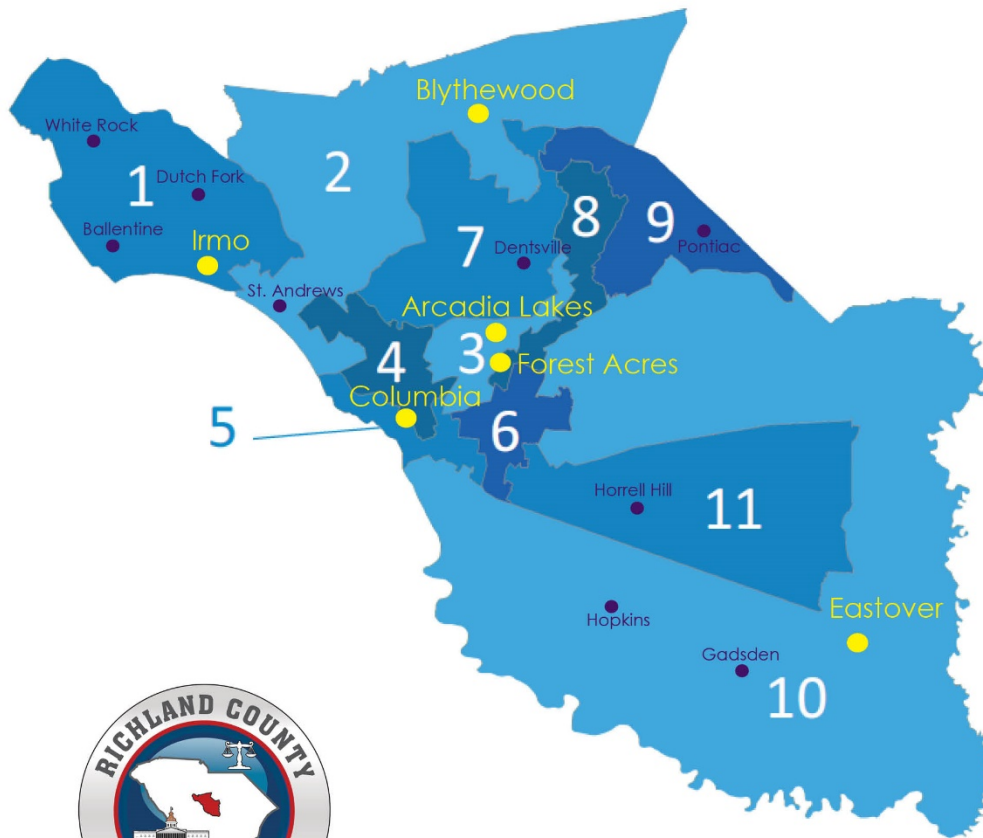 Blythewood
White Rock
1
Dutch Fork
2
8
9
Ballentine
Irmo
7
Dentsville
Pontiac
St. Andrews
Arcadia Lakes
3
4
Forest Acres
Columbia
5
6
Horrell Hill
11
Hopkins
Eastover
Gadsden
10
RICHLAND COUNTY